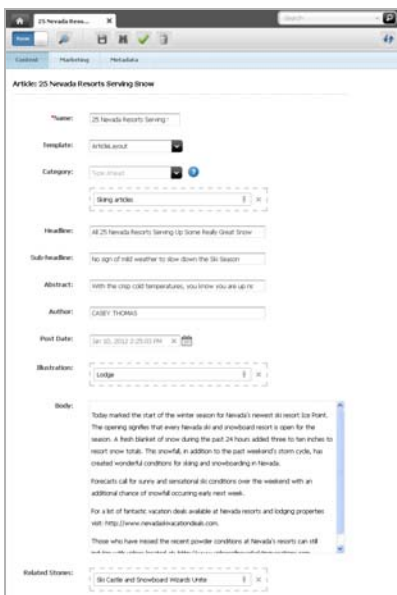 25 Nevada Reso...
Search
Content Marketing Metadata
Article: 25 Nevada Resorts Serving Snow
*Name: 25 Nevada Resorts Serving
Template: ArticleLayout
Category:
Skiing articles
Headline: All 25 Nevada Resorts Serving Up Some Really Great Snow
Sub-headline: No sign of mild weather to slow down the Ski Season
Abstract: With the crisp cold temperatures, you know you are up
Author: CASEY THOMAS
Post Date: Jan 10, 2012 2:25:03 PM
Illustration: Lodge
Body:
Today marked the start of the winter season for Nevada's newest ski resort Ice Point.
The opening signifies that every Nevada ski and snowboard resort is open for the
season. A fresh blanket of snow during the past 24 hours added three to ten inches to
resort snow totals. This snowfall, in addition to the past weekend's storm cycle, has
created wonderful conditions for skiing and snowboarding in Nevada.
Forecasts call for sunny and sensational ski conditions over the weekend with an
additional chance of snowfall occurring early next week.
For a list of fantastic vacation deals available at Nevada resorts and lodging properties
visit: http://www.nevadaskivacationdeals.com.
Those who have missed the recent powder conditions at Nevada's resorts can still
Related Stories: Ski Castle and Snowboard Wizards Unite